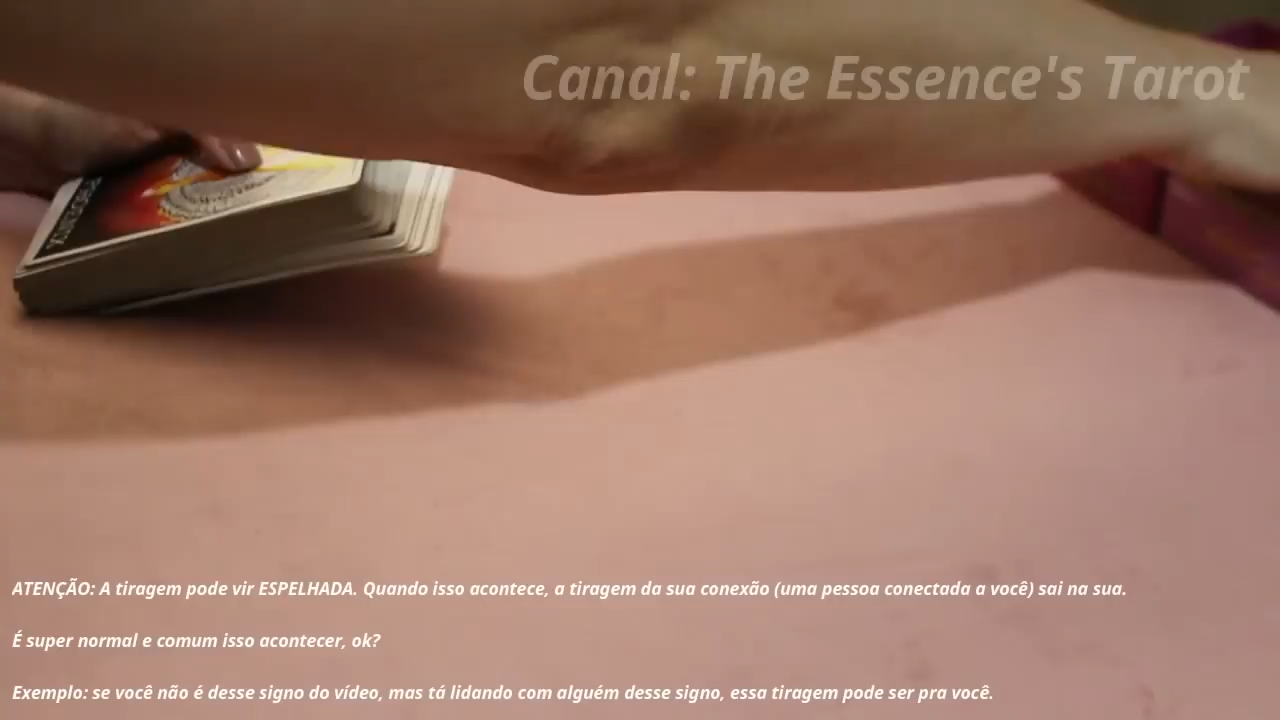 Canal: The Essence's Tarot
PHOENIX
ATENÇÃO: A tiragem pode vir ESPELHADA. Quando isso acontece, a tiragem da sua conexão (uma pessoa conectada a você) sai na sua.
É super normal e comum isso acontecer, ok?
Exemplo: se você não é desse signo do vídeo, mas tá lidando com alguém desse signo, essa tiragem pode ser pra você.